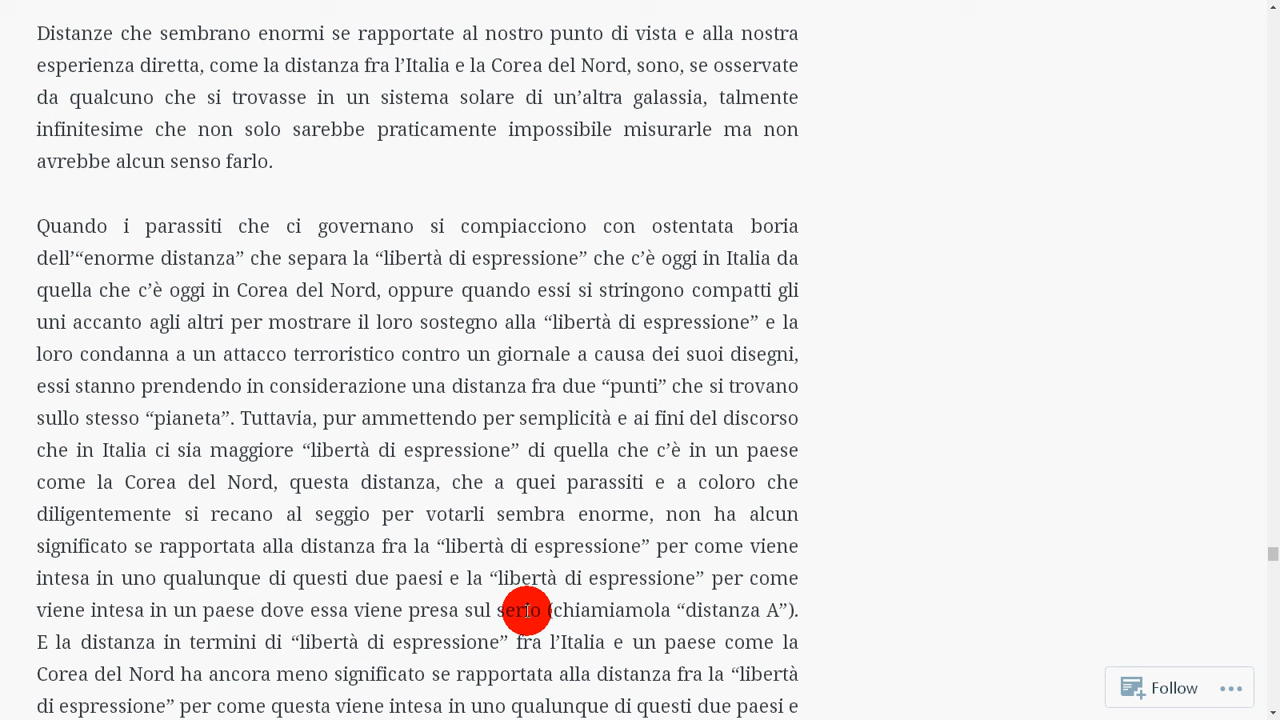 Distanze che sembrano enormi se rapportate al nostro punto di vista e alla nostra
esperienza diretta, come la distanza fra l’Italia e la Corea del Nord, sono, se osservate
da qualcuno che si trovasse in un sistema solare di un’altra galassia, talmente
infinitesime che non solo sarebbe praticamente impossibile misurarle ma non
avrebbe alcun senso farlo.
Quando i parassiti che ci governano si compiacciono con ostentata boria
dell’“enorme distanza” che separa la “libertà di espressione” che c’è oggi in Italia da
quella che c’è oggi in Corea del Nord, oppure quando essi si stringono compatti gli
uni accanto agli altri per mostrare il loro sostegno alla “libertà di espressione” e la
loro condanna a un attacco terroristico contro un giornale a causa dei suoi disegni,
essi stanno prendendo in considerazione una distanza fra due “punti” che si trovano
sullo stesso “pianeta”. Tuttavia, pur ammettendo per semplicità e ai fini del discorso
che in Italia ci sia maggiore “libertà di espressione” di quella che c’è in un paese
come la Corea del Nord, questa distanza, che a quei parassiti e a coloro che
diligentemente si recano al seggio per votarli sembra enorme, non ha alcun
significato se rapportata alla distanza fra la “libertà di espressione” per come viene
intesa in uno qualunque di questi due paesi e la “libertà di espressione” per come
viene intesa in un paese dove essa viene presa sul serio (chiamiamola “distanza A”).
E la distanza in termini di “libertà di espressione” fra l’Italia e un paese come la
Corea del Nord ha ancora meno significato se rapportata alla distanza fra la “libertà
di espressione” per come questa viene intesa in uno qualunque di questi due paesi e
Follow